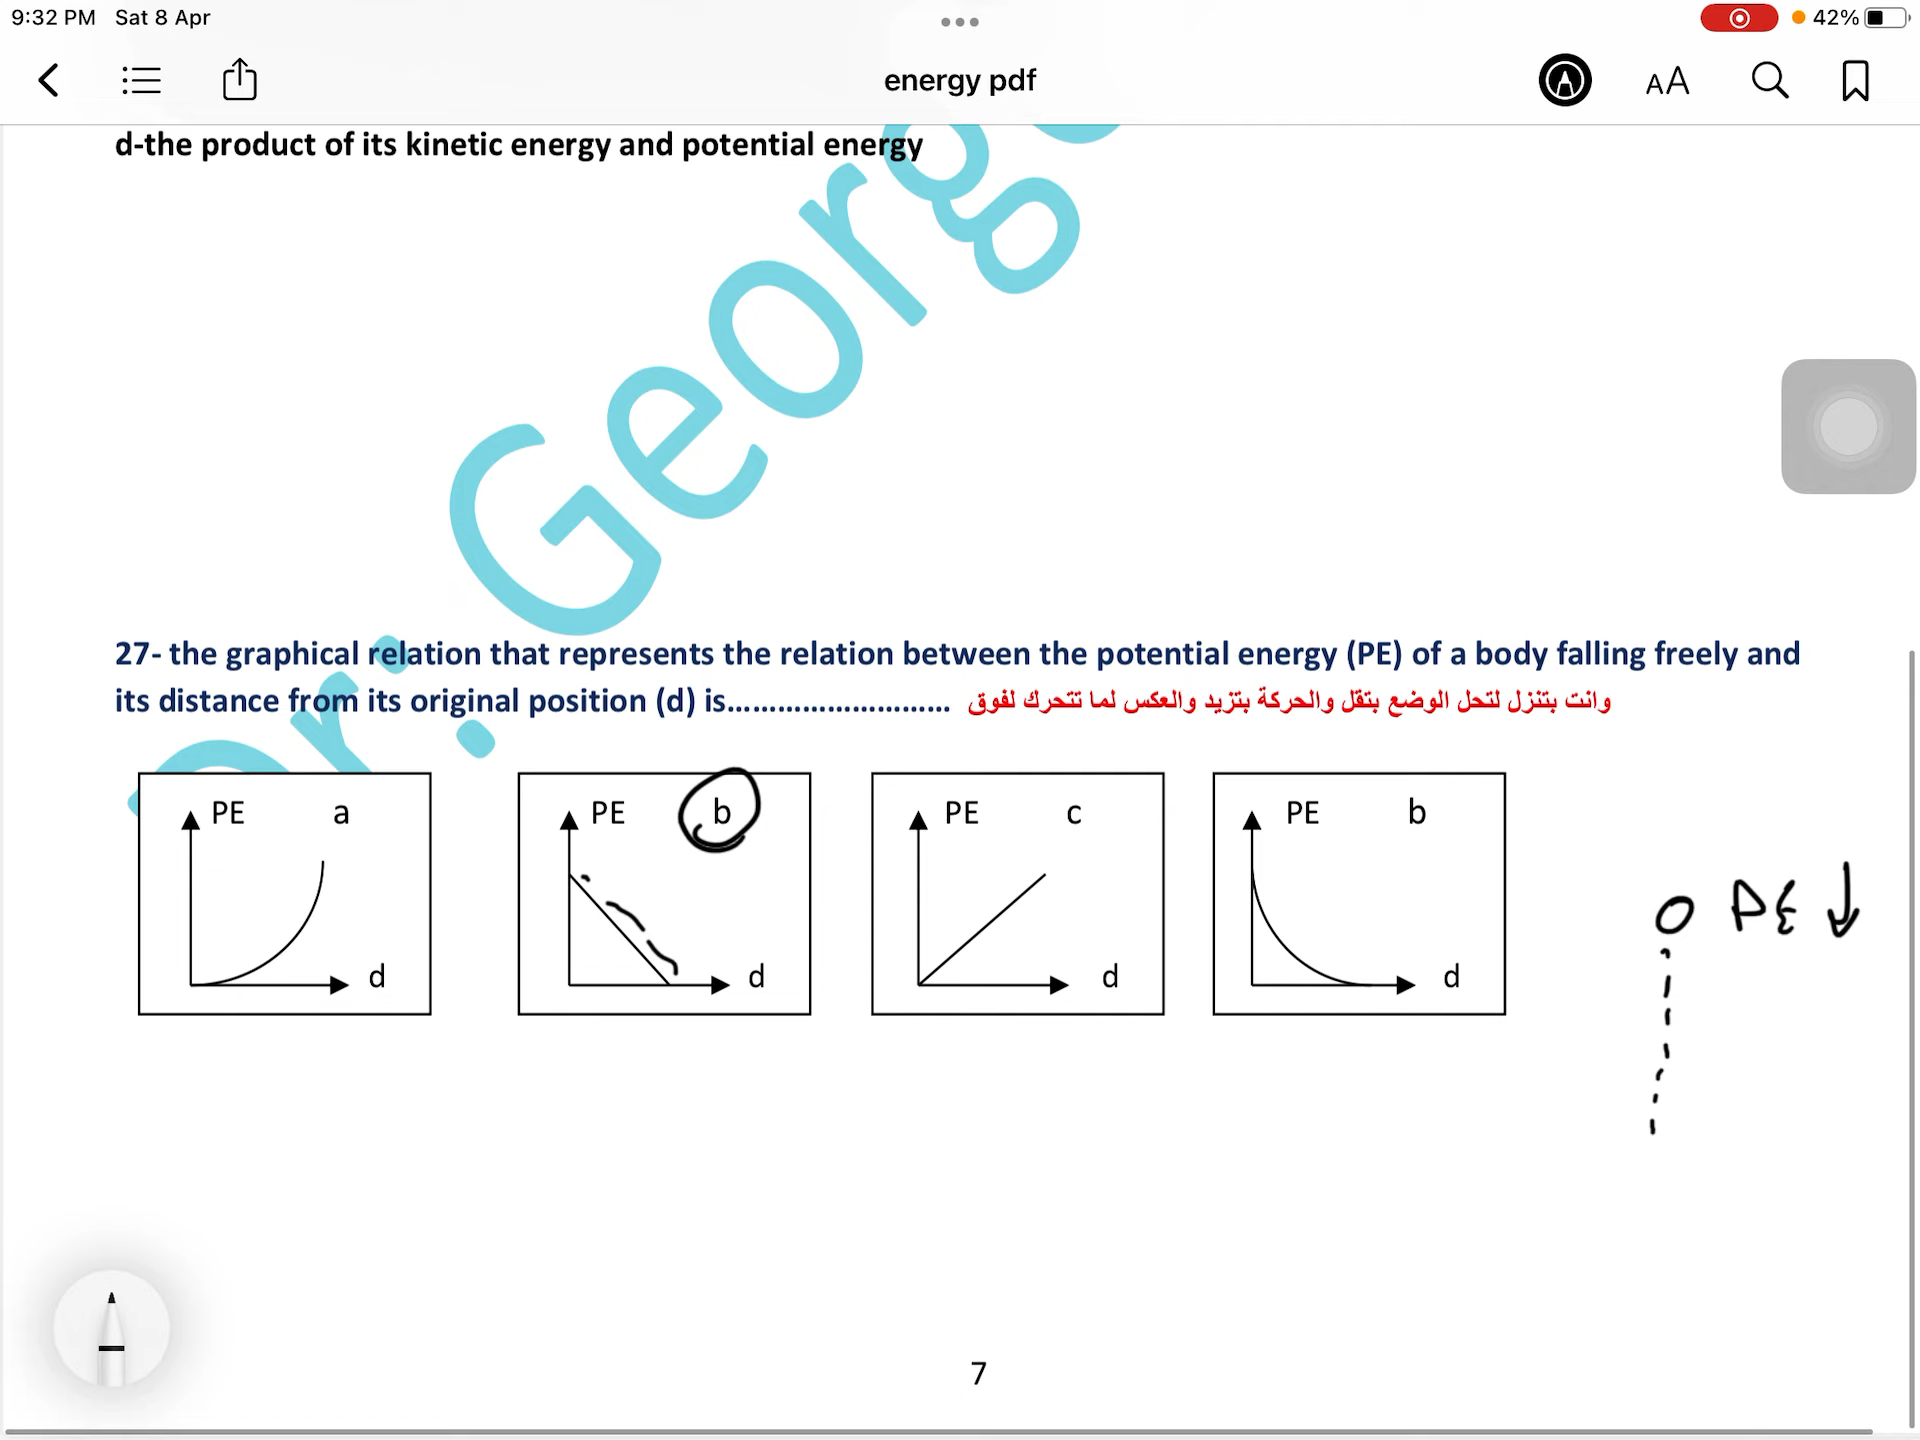 9:32 PM Sat 8 Apr
42%
energy pdf
AA
d-the product of its kinetic energy and potential energy
Dr: George
27- the graphical relation that represents the relation between the potential energy (PE) of a body falling freely and
its distance from its original position (d) is............................ وانت بتنزل لتحل الوضع بتقل والحركة بتزيد والعكس لما تتحرك لفوق
PE a
d
PE b
d
PE c
d
PE b
d
PE ↓
7